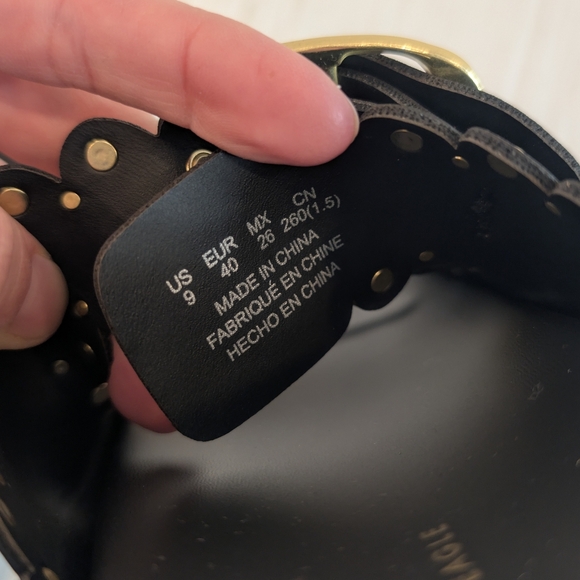 US EUR MX CN
9 40 26 260(1.5)
MADE IN CHINA
FABRIQUÉ EN CHINE
HECHO EN CHINA